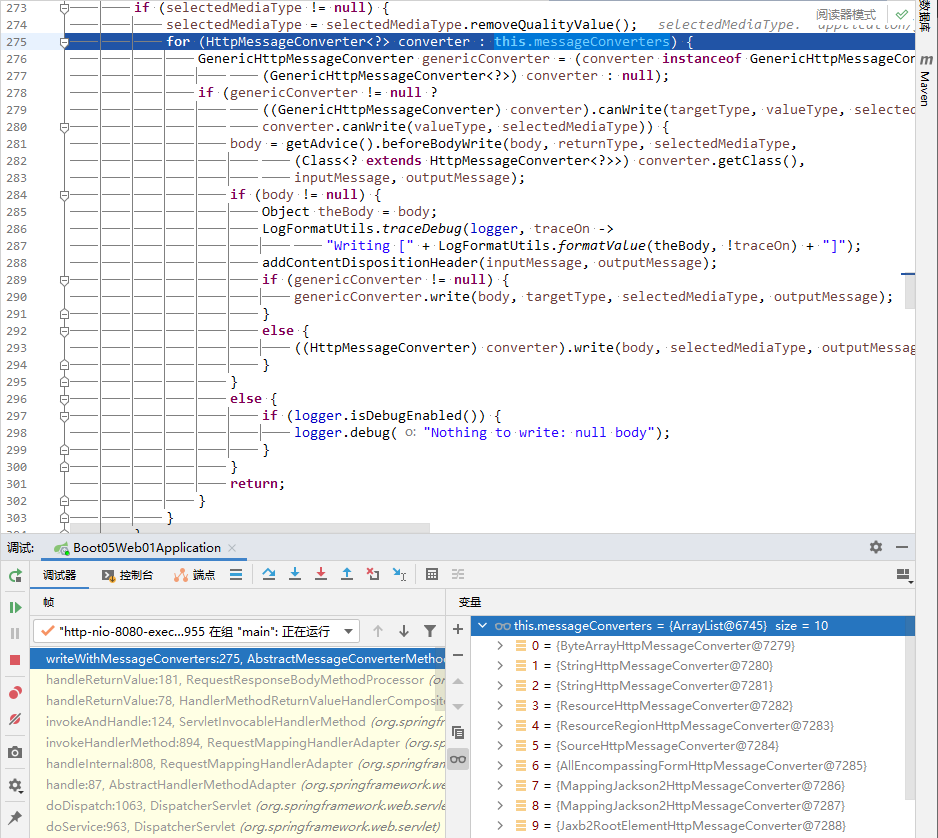 273 if (selectedMediaType != null) {
274 selectedMediaType = selectedMediaType.removeQualityValue(); selectedMediaType: application/
阅读器模式
数据库
275 for (HttpMessageConverter<?> converter : this.messageConverters) {
276 GenericHttpMessageConverter genericConverter = (converter instanceof GenericHttpMessageCon
m Maven
277 (GenericHttpMessageConverter<?>) converter : null);
278 if (genericConverter != null ?
279 ((GenericHttpMessageConverter) converter).canWrite(targetType, valueType, selected
280 converter.canWrite(valueType, selectedMediaType)) {
281 body = getAdvice().beforeBodyWrite(body, returnType, selectedMediaType,
282 (Class<? extends HttpMessageConverter<?>>) converter.getClass(),
283 inputMessage, outputMessage);
284 if (body != null) {
285 Object theBody = body;
286 LogFormatUtils.traceDebug(logger, traceOn ->
287 "Writing [" + LogFormatUtils.formatValue(theBody, !traceOn) + "]");
288 addContentDispositionHeader(inputMessage, outputMessage);
289 if (genericConverter != null) {
290 genericConverter.write(body, targetType, selectedMediaType, outputMessage);
291 }
292 else {
293 ((HttpMessageConverter) converter).write(body, selectedMediaType, outputMessag
294 }
295 }
296 else {
297 if (logger.isDebugEnabled()) {
298 logger.debug( o: "Nothing to write: null body");
299 }
300 }
301 return;
302 }
303 }
调试: Boot05Web01Application
调试器 控制台 端点
帧
变量
"http-nio-8080-exec...955 在组 "main": 正在运行
writeWithMessageConverters:275, AbstractMessageConverterMetho
handleReturnValue:181, RequestResponseBodyMethodProcessor (or
handleReturnValue:78, HandlerMethodReturnValueHandlerComposite
invokeAndHandle:124, ServletInvocableHandlerMethod (org.springfr
invokeHandlerMethod:894, RequestMappingHandlerAdapter (org.sp
handleInternal:808, RequestMappingHandlerAdapter (org.springfran
handle:87, AbstractHandlerMethodAdapter (org.springframework.w
doDispatch:1063, DispatcherServlet (org.springframework.web.servle
doService:963, DispatcherServlet (org.springframework.web.servlet)
this.messageConverters = {ArrayList@6745} size = 10
0 = {ByteArrayHttpMessageConverter@7279}
1 = {StringHttpMessageConverter@7280}
2 = {StringHttpMessageConverter@7281}
3 = {ResourceHttpMessageConverter@7282}
4 = {ResourceRegionHttpMessageConverter@7283}
5 = {SourceHttpMessageConverter@7284}
6 = {AllEncompassingFormHttpMessageConverter@7285}
7 = {MappingJackson2HttpMessageConverter@7286}
8 = {MappingJackson2HttpMessageConverter@7287}
9 = {Jaxb2RootElementHttpMessageConverter@7288}